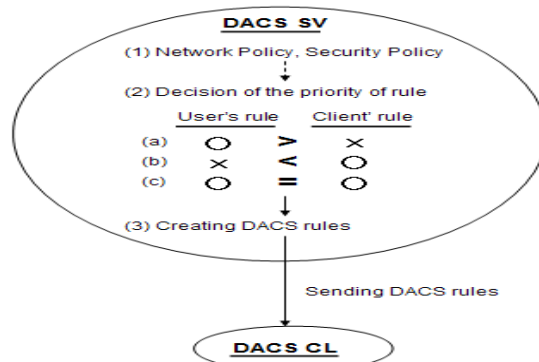 DACS SV
(1) Network Policy, Security Policy
(2) Decision of the priority of rule
User's rule Client' rule
(a) ○ > ×
(b) × < ○
(c) ○ = ○
(3) Creating DACS rules
Sending DACS rules
DACS CL